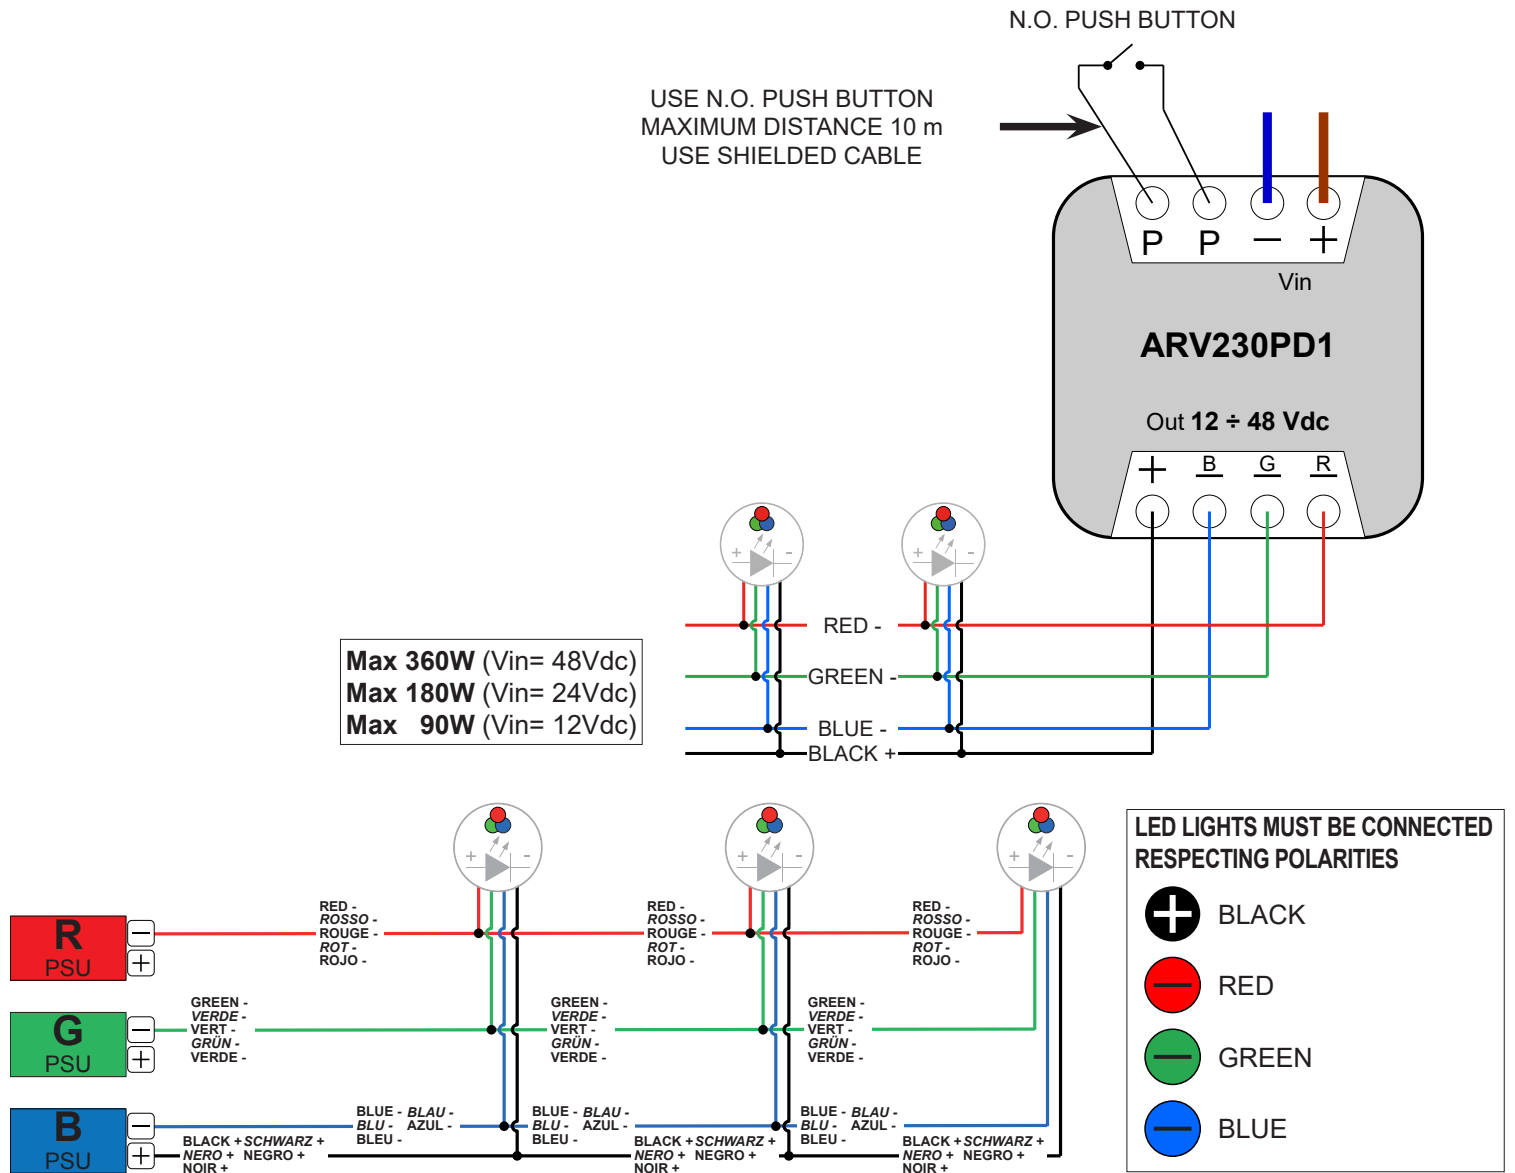 N.O. PUSH BUTTON
USE N.O. PUSH BUTTON
MAXIMUM DISTANCE 10 m
USE SHIELDED CABLE
P P − +
Vin
ARV230PD1
Out 12 ÷ 48 Vdc
+ B G R
+ -
+ -
RED -
GREEN -
BLUE -
BLACK +
Max 360W (Vin= 48Vdc)
Max 180W (Vin= 24Vdc)
Max 90W (Vin= 12Vdc)
+ -
+ -
+ -
R
PSU
−
+
RED -
ROSSO -
ROUGE -
ROT -
ROJO -
RED -
ROSSO -
ROUGE -
ROT -
ROJO -
RED -
ROSSO -
ROUGE -
ROT -
ROJO -
G
PSU
−
+
GREEN -
VERDE -
VERT -
GRÜN -
VERDE -
GREEN -
VERDE -
VERT -
GRÜN -
VERDE -
GREEN -
VERDE -
VERT -
GRÜN -
VERDE -
B
PSU
−
+
BLUE - BLAU -
BLU - AZUL -
BLEU -
BLUE - BLAU -
BLU - AZUL -
BLEU -
BLUE - BLAU -
BLU - AZUL -
BLEU -
BLACK + SCHWARZ +
NERO + NEGRO +
NOIR +
BLACK + SCHWARZ +
NERO + NEGRO +
NOIR +
BLACK + SCHWARZ +
NERO + NEGRO +
NOIR +
LED LIGHTS MUST BE CONNECTED
RESPECTING POLARITIES
+ BLACK
− RED
− GREEN
− BLUE